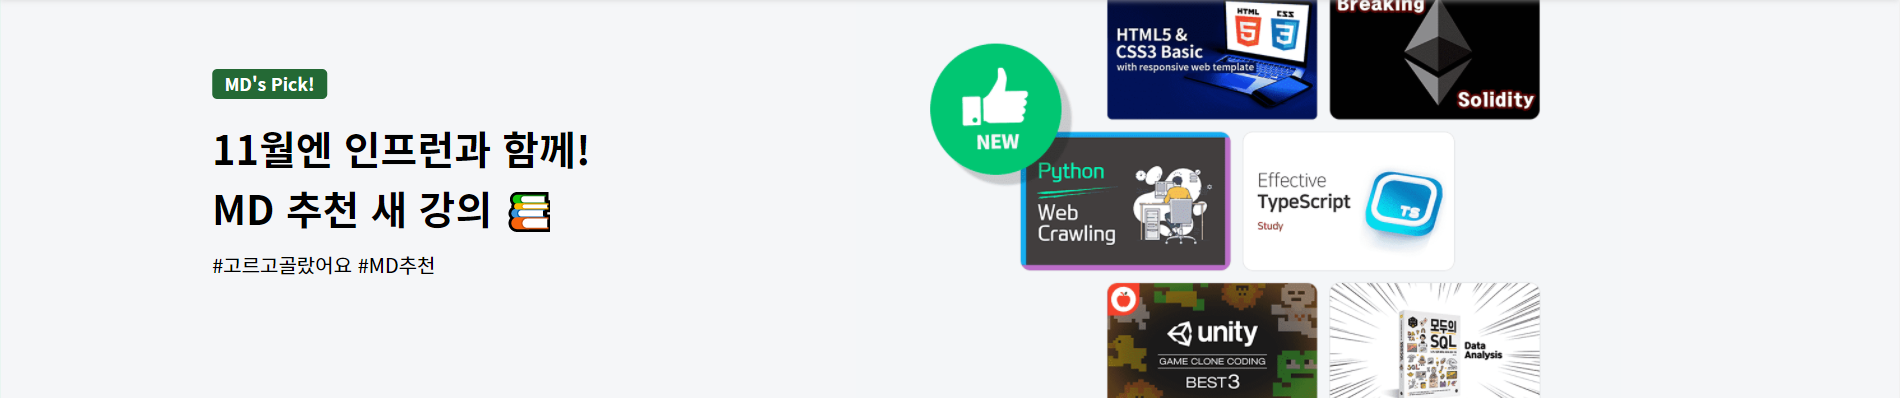 MD's Pick!
11월엔 인프런과 함께!
MD 추천 새 강의
#고르고골랐어요 #MD추천
NEW
HTML CSS
HTML5 &
CSS3 Basic
with responsive web template
Breaking
Solidity
Python
Web
Crawling
Effective
TypeScript
Study
TS
unity
GAME CLONE CODING
BEST3
모두의
SQL
Data
Analysis